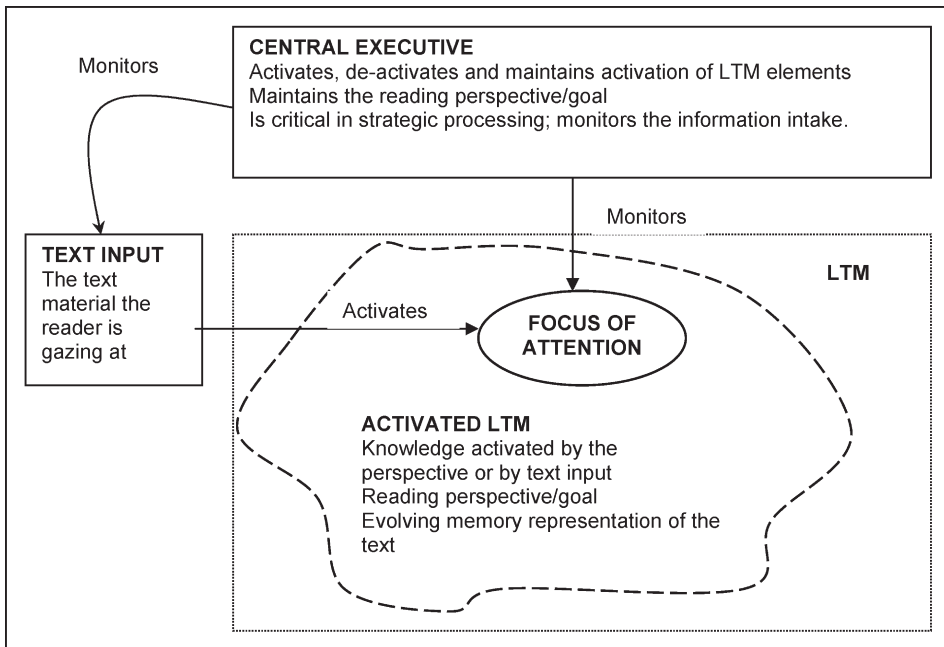 CENTRAL EXECUTIVE
Activates, de-activates and maintains activation of LTM elements
Maintains the reading perspective/goal
Is critical in strategic processing; monitors the information intake.
Monitors
Monitors
TEXT INPUT
The text
material the
reader is
gazing at
LTM
Activates
FOCUS OF
ATTENTION
ACTIVATED LTM
Knowledge activated by the
perspective or by text input
Reading perspective/goal
Evolving memory representation of the
text